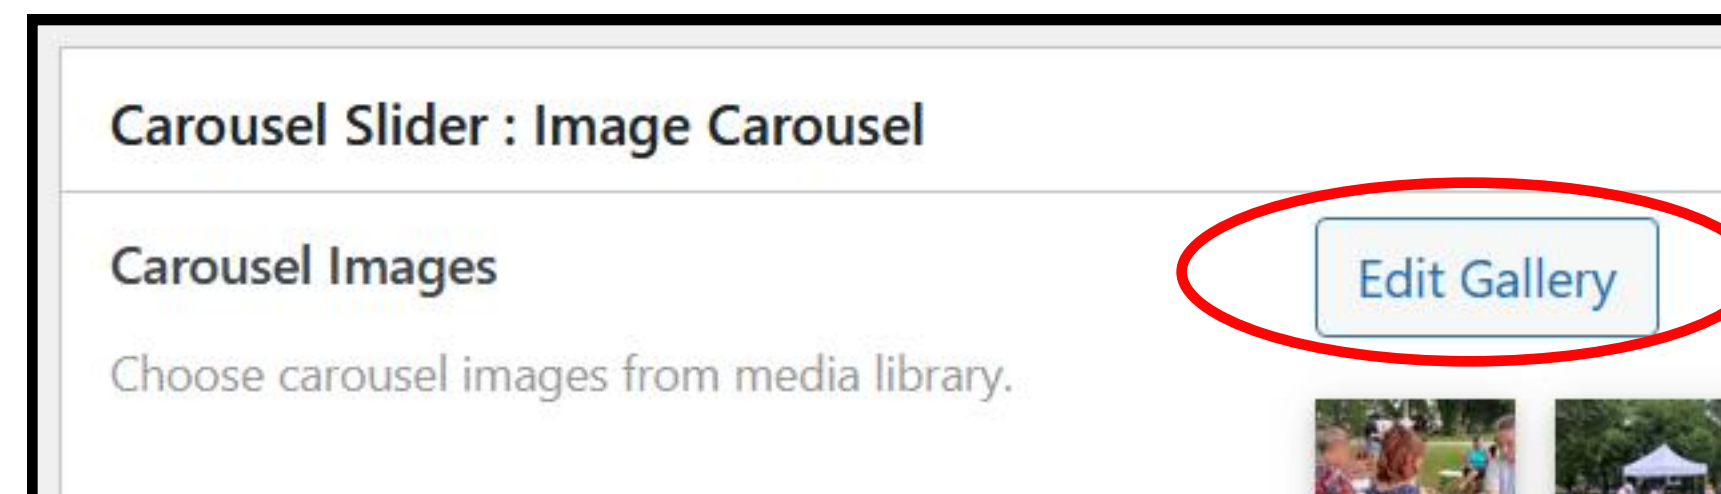 Carousel Slider : Image Carousel
Carousel Images
Edit Gallery
Choose carousel images from media library.